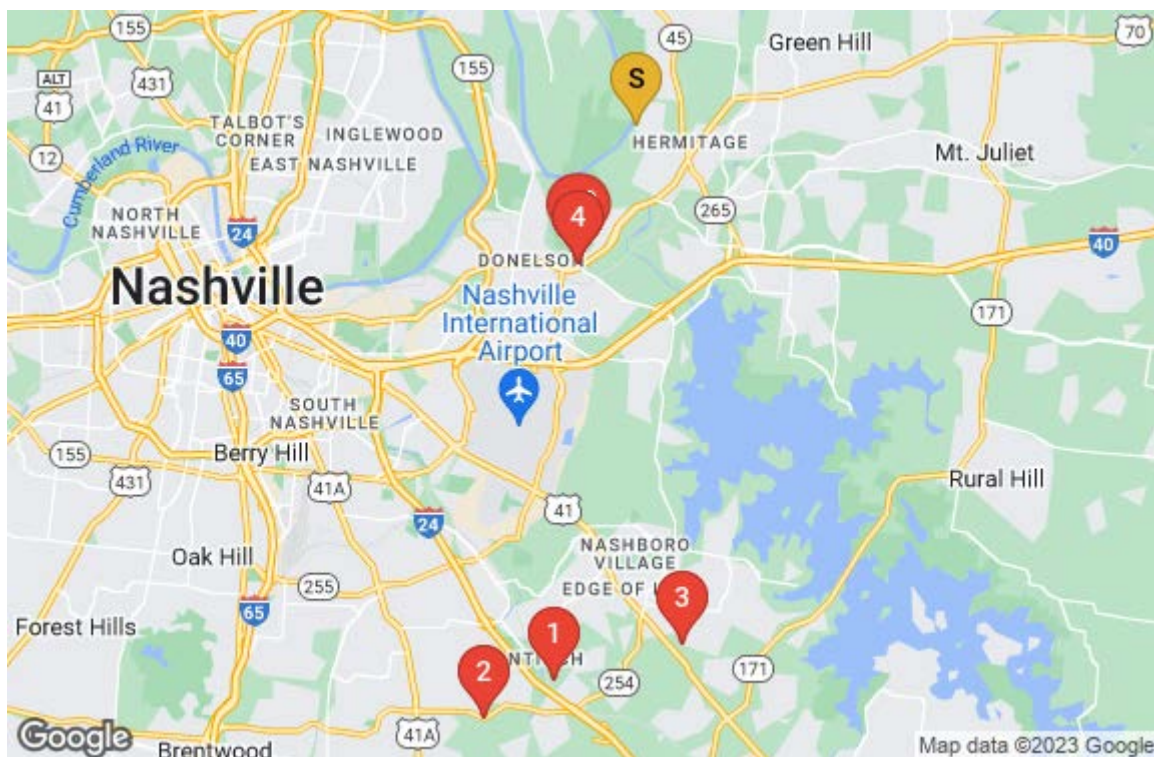 155
45
Green Hill
70
ALT
41
431
155
S
TALBOT'S
CORNER
INGLEWOOD
HERMITAGE
12
Cumberland River
EAST NASHVILLE
Mt. Juliet
NORTH
NASHVILLE
24
4
265
40
DONELSON
Nashville
Nashville
International
Airport
171
40
65
SOUTH
NASHVILLE
155
Berry Hill
431
41A
Rural Hill
24
41
Oak Hill
NASHBORO
VILLAGE
255
EDGE OF
3
65
Forest Hills
1
2
254
171
41A
Brentwood
Google
Map data ©2023 Google